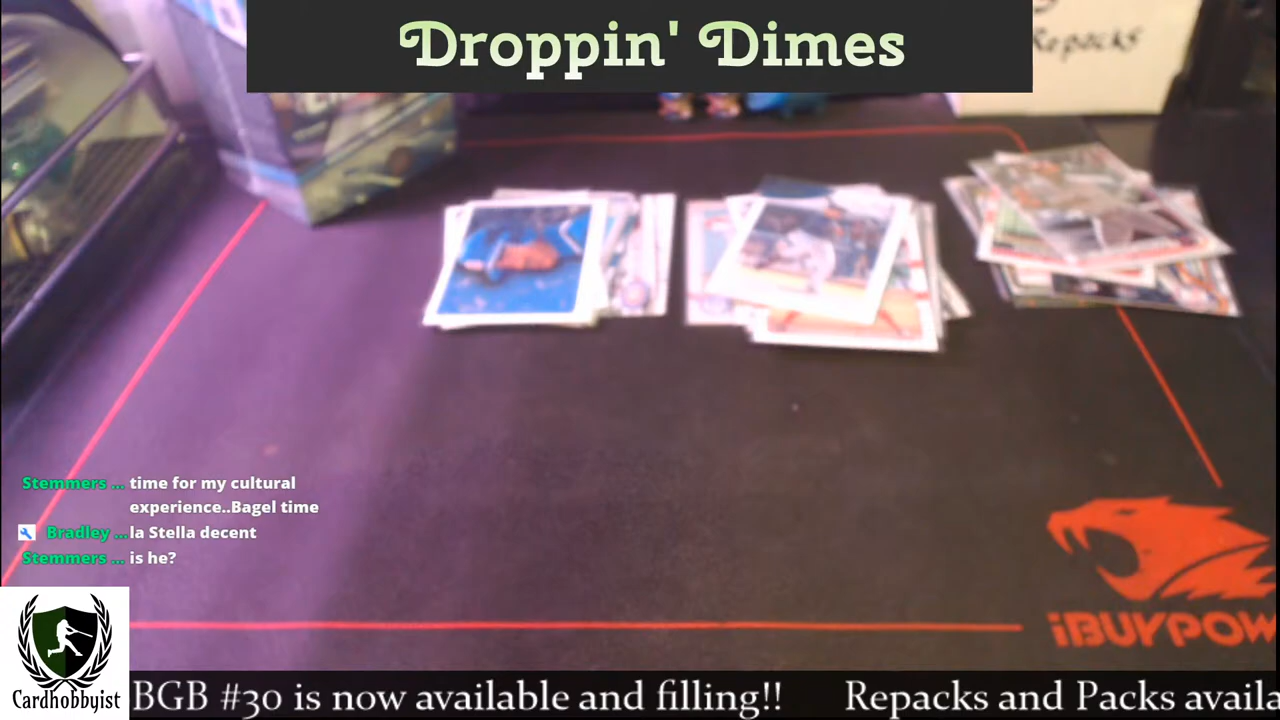 Droppin' Dimes
Repacks
Stemmers ... time for my cultural
experience..Bagel time
Bradley ... la Stella decent
Stemmers ... is he?
iBUYPOW
Cardhobbyist
BGB #30 is now available and filling!! Repacks and Packs availa